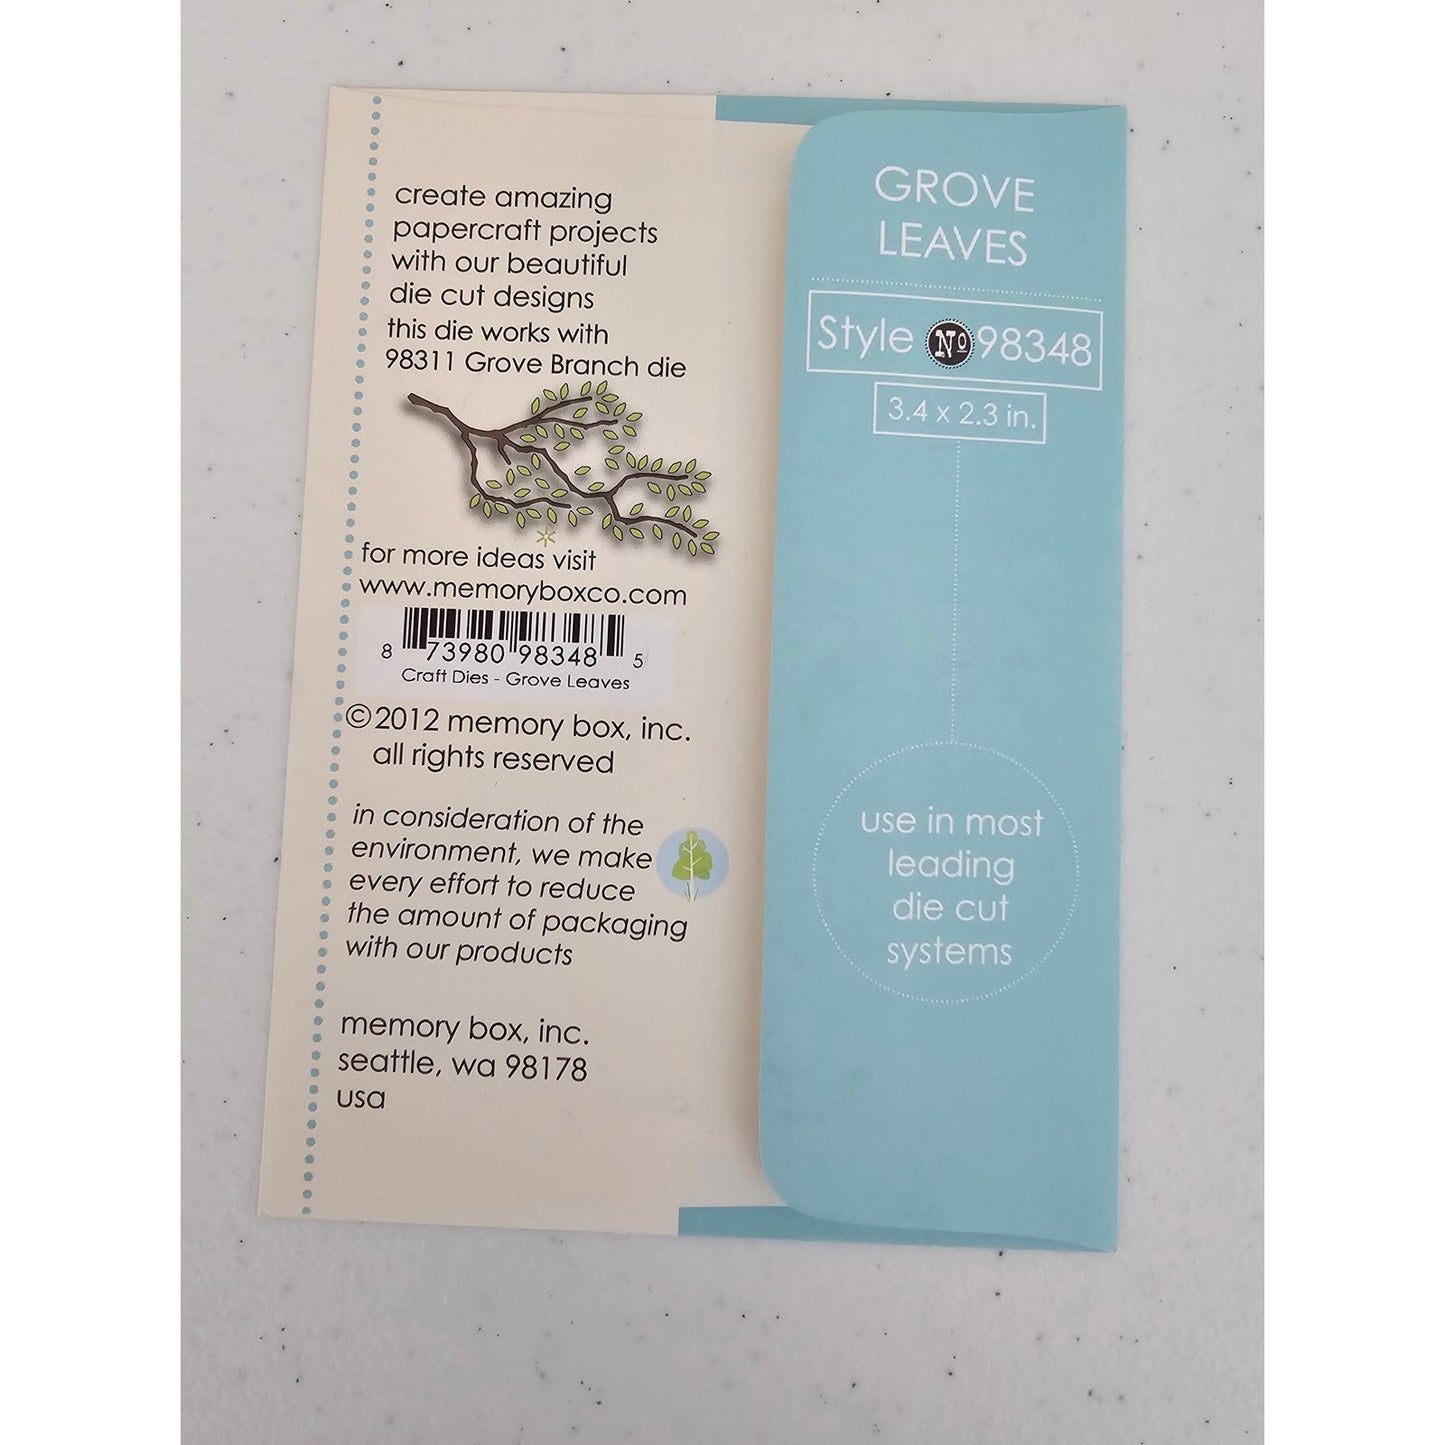 create amazing
papercraft projects
with our beautiful
die cut designs
this die works with
98311 Grove Branch die
for more ideas visit
www.memoryboxco.com
8 73980 98348 5
Craft Dies - Grove Leaves
©2012 memory box, inc.
all rights reserved
in consideration of the
environment, we make
every effort to reduce
the amount of packaging
with our products
memory box, inc.
seattle, wa 98178
usa
GROVE
LEAVES
Style Nº 98348
3.4 x 2.3 in.
use in most
leading
die cut
systems